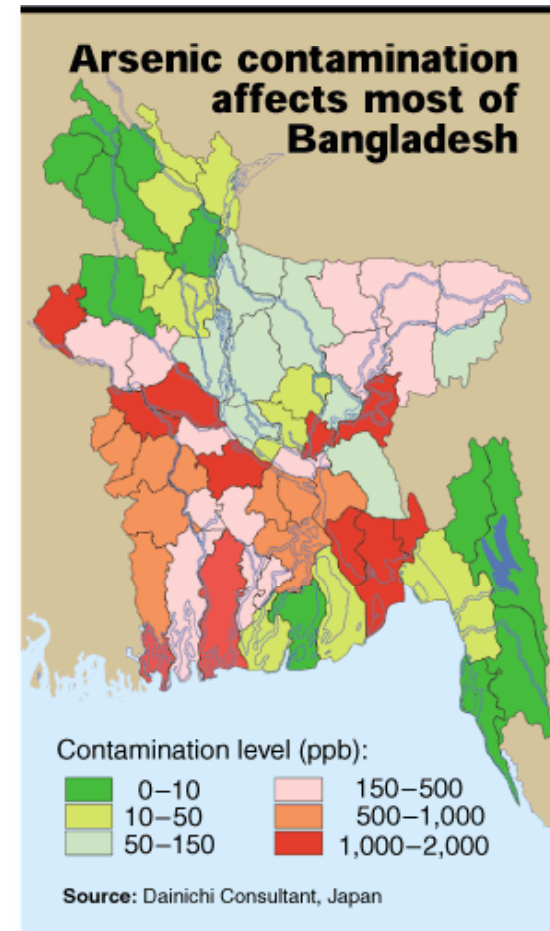 Arsenic contamination
affects most of
Bangladesh
Contamination level (ppb):
0–10
10–50
50–150
150–500
500–1,000
1,000–2,000
Source: Dainichi Consultant, Japan